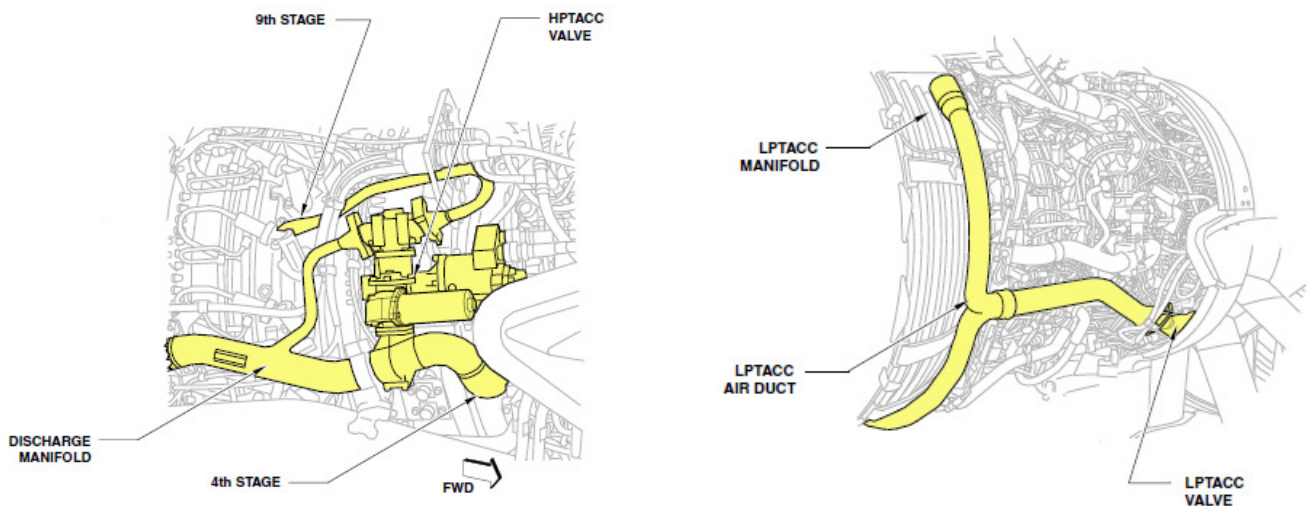 9th STAGE
HPTACC
VALVE
DISCHARGE
MANIFOLD
4th STAGE
FWD
LPTACC
MANIFOLD
LPTACC
AIR DUCT
LPTACC
VALVE